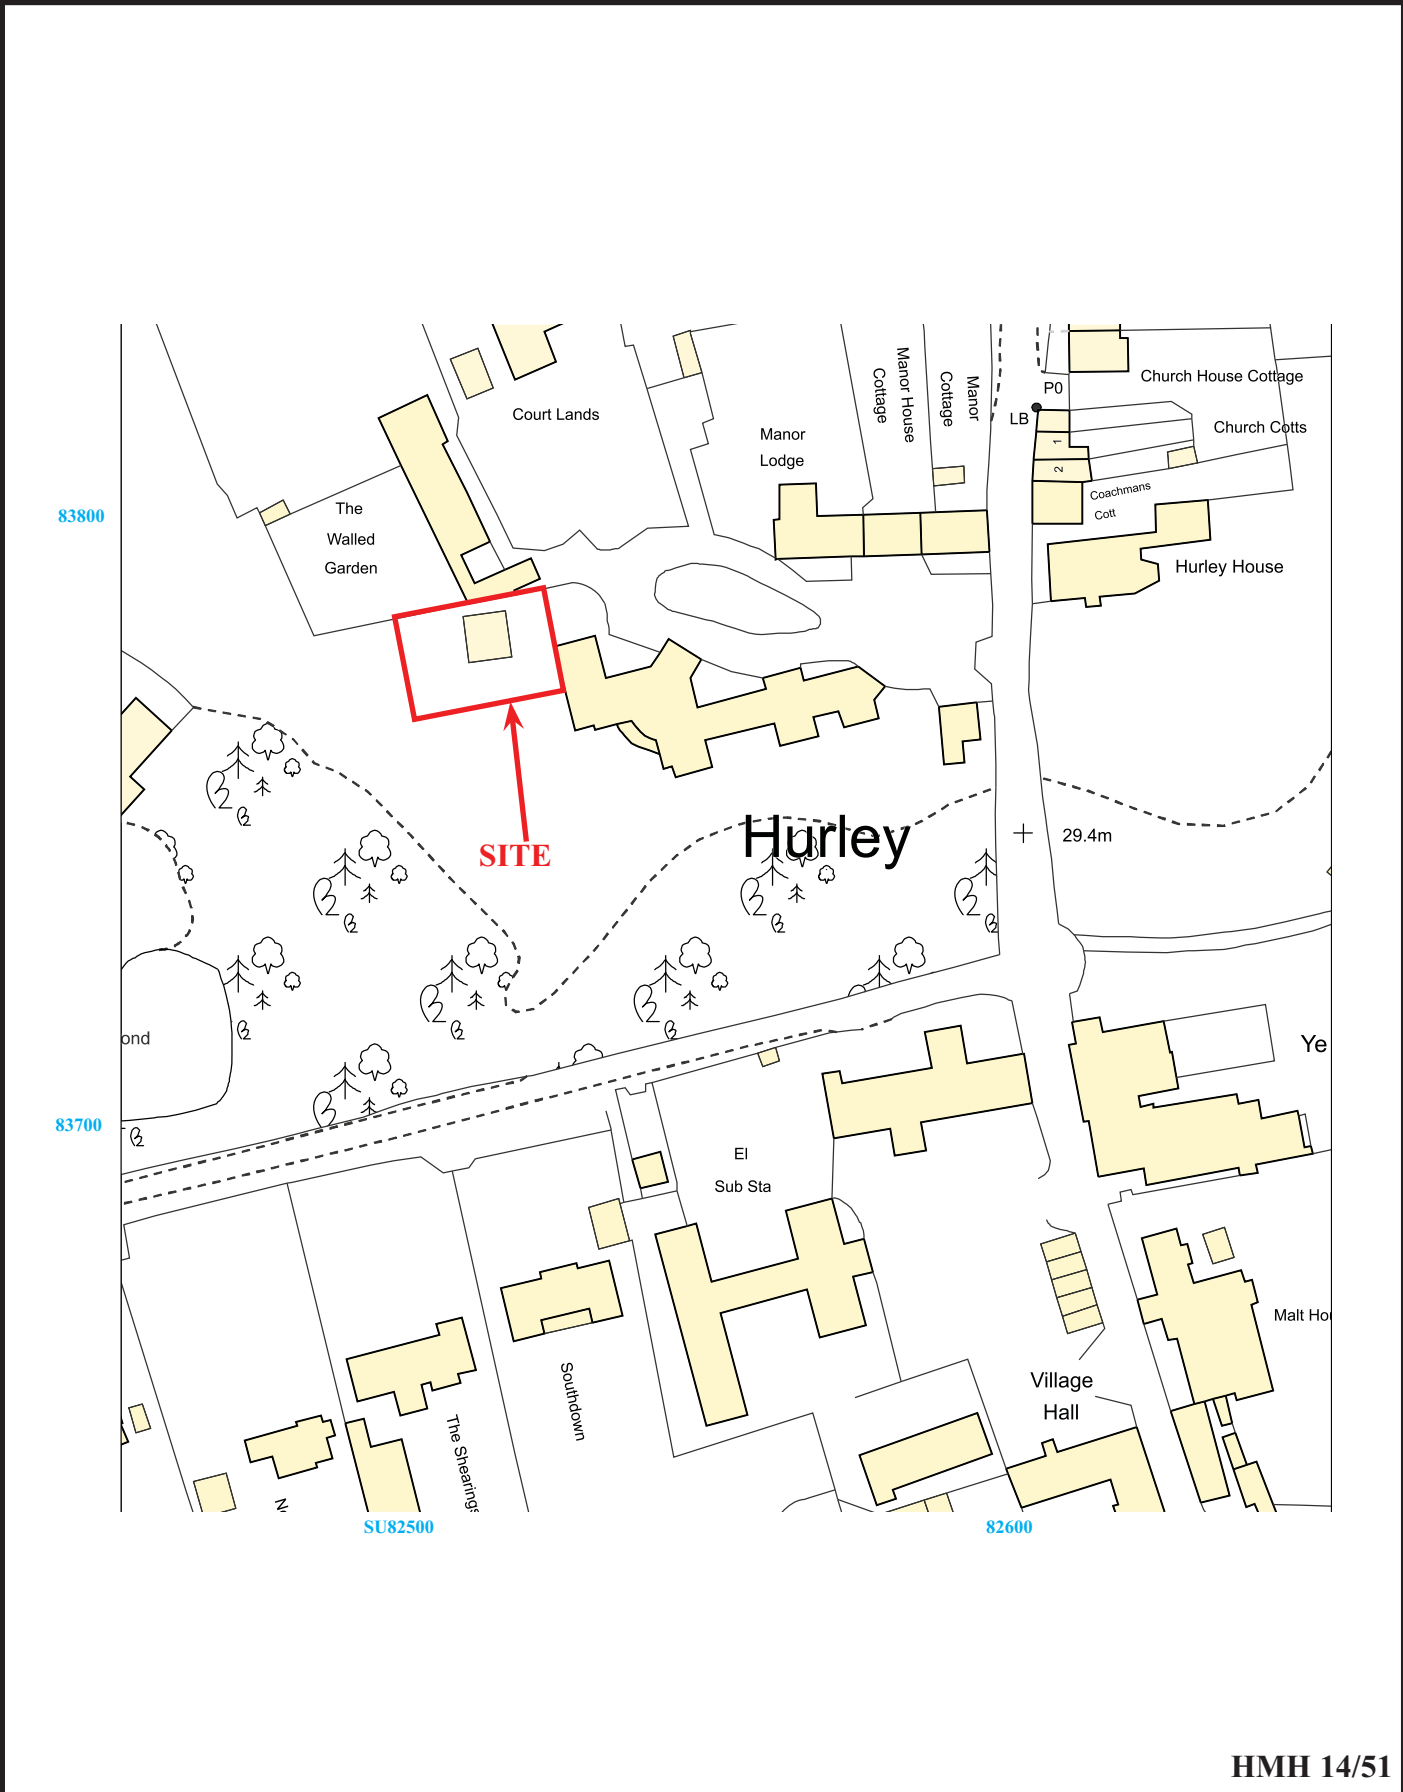 Church House Cottage
P0
Manor House
Cottage
Manor
Cottage
Court Lands
LB
Church Cotts
Manor
Lodge
1
2
Coachmans
Cott
83800
The
Walled
Garden
Hurley House
Hurley
29.4m
SITE
ond
Ye
83700
El
Sub Sta
Malt Hou
Village
Hall
Southdown
The Shearings
SU82500
82600
HMH 14/51